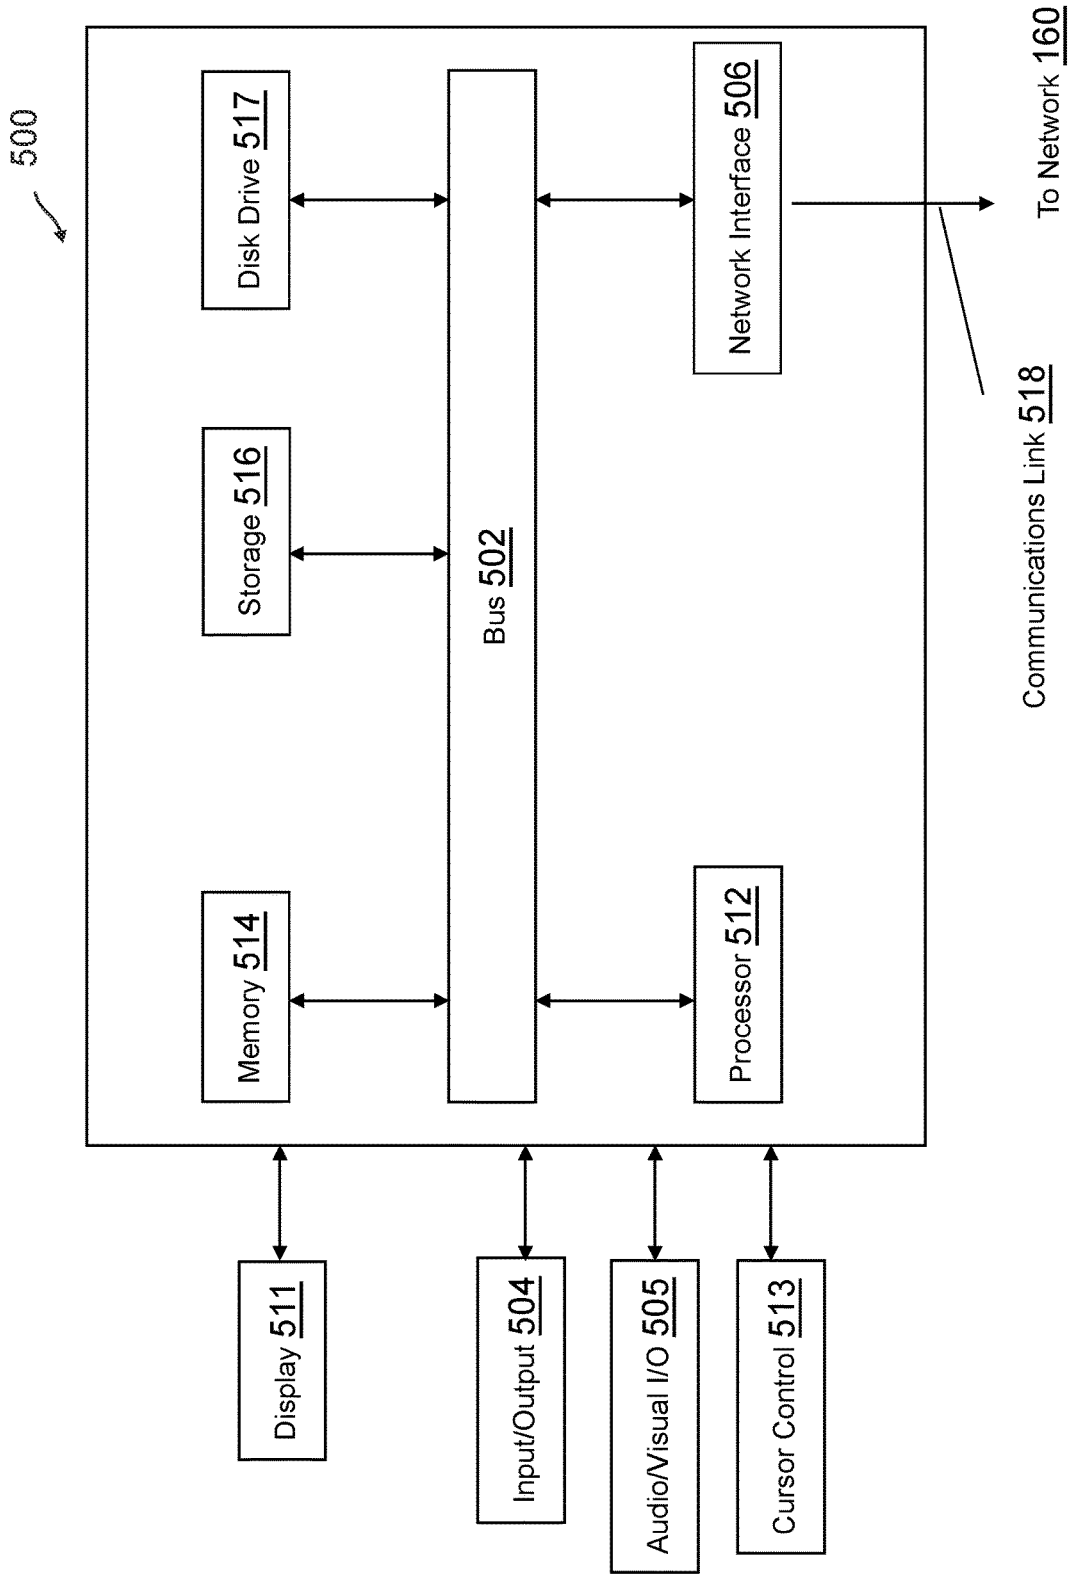 500
Display 511
Memory 514
Storage 516
Disk Drive 517
Input/Output 504
Bus 502
Audio/Visual I/O 505
Cursor Control 513
Processor 512
Network Interface 506
Communications Link 518
To Network 160